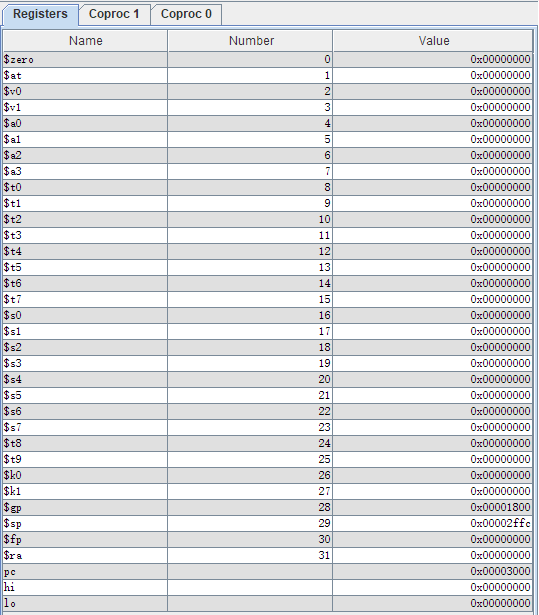 Registers Coproc 1 Coproc 0
Name Number Value
$zero 0 0x00000000
$at 1 0x00000000
$v0 2 0x00000000
$v1 3 0x00000000
$a0 4 0x00000000
$a1 5 0x00000000
$a2 6 0x00000000
$a3 7 0x00000000
$t0 8 0x00000000
$t1 9 0x00000000
$t2 10 0x00000000
$t3 11 0x00000000
$t4 12 0x00000000
$t5 13 0x00000000
$t6 14 0x00000000
$t7 15 0x00000000
$s0 16 0x00000000
$s1 17 0x00000000
$s2 18 0x00000000
$s3 19 0x00000000
$s4 20 0x00000000
$s5 21 0x00000000
$s6 22 0x00000000
$s7 23 0x00000000
$t8 24 0x00000000
$t9 25 0x00000000
$k0 26 0x00000000
$k1 27 0x00000000
$gp 28 0x00001800
$sp 29 0x00002ffc
$fp 30 0x00000000
$ra 31 0x00000000
pc 0x00003000
hi 0x00000000
lo 0x00000000